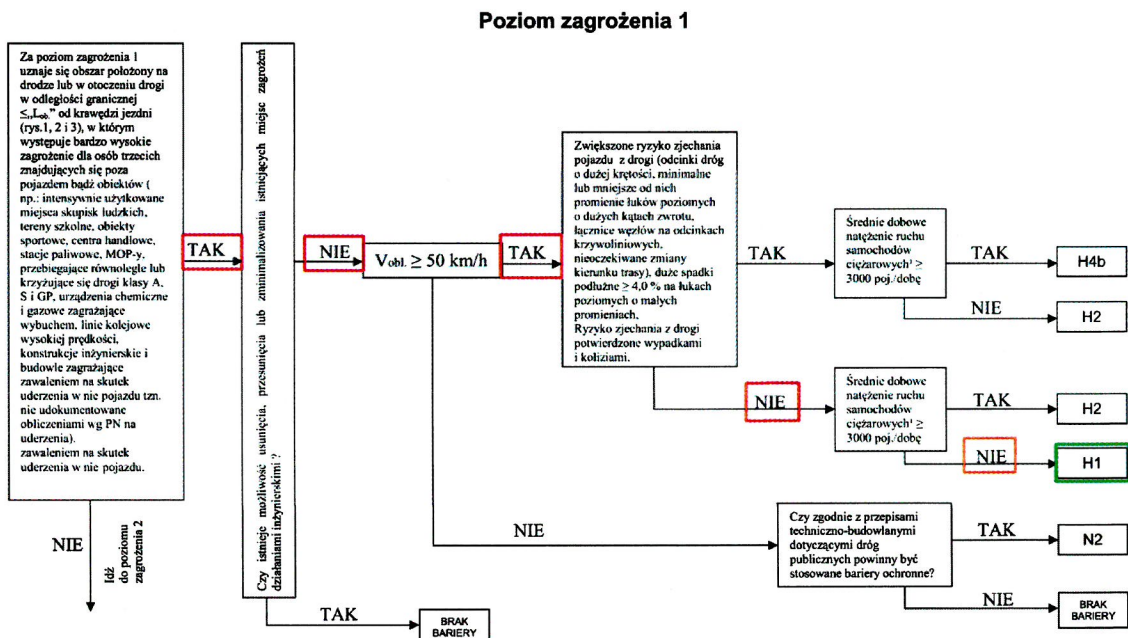 Poziom zagrożenia 1
Za poziom zagrożenia 1
uznaje się obszar położony na
drodze lub w otoczeniu drogi
w odległości granicznej
≤„Lob.” od krawędzi jezdni
(rys.1, 2 i 3), w którym
występuje bardzo wysokie
zagrożenie dla osób trzecich
znajdujących się poza
pojazdem bądź obiektów (
np.: intensywnie użytkowane
miejsca skupisk ludzkich,
tereny szkolne, obiekty
sportowe, centra handlowe,
stacje paliwowe, MOP-y,
przebiegające równolegle lub
krzyżujące się drogi klasy A,
S i GP, urządzenia chemiczne
i gazowe zagrażające
wybuchem, linie kolejowe
wysokiej prędkości,
konstrukcje inżynierskie i
budowle zagrażające
zawaleniem na skutek
uderzenia w nie pojazdu tzn.
nie udokumentowane
obliczeniami wg PN na
uderzenia).
zawaleniem na skutek
uderzenia w nie pojazdu.
TAK
NIE
Idź
do poziomu
zagrożenia 2
Czy istnieje możliwość usunięcia, przesunięcia lub zminimalizowania istniejących miejsc zagrożeń
działaniami inżynierskimi ?
NIE
TAK
BRAK
BARIERY
Vobl. ≥ 50 km/h
TAK
NIE
Zwiększone ryzyko zjechania
pojazdu z drogi (odcinki dróg
o dużej krętości, minimalne
lub mniejsze od nich
promienie łuków poziomych
o dużych kątach zwrotu,
łącznice węzłów na odcinkach
krzywoliniowych,
nieoczekiwane zmiany
kierunku trasy), duże spadki
podłużne ≥ 4,0 % na łukach
poziomych o małych
promieniach.
Ryzyko zjechania z drogi
potwierdzone wypadkami
i koliziami.
TAK
NIE
Średnie dobowe
natężenie ruchu
samochodów
ciężarowych¹ ≥
3000 poj./dobę
TAK
H4b
NIE
H2
Średnie dobowe
natężenie ruchu
samochodów
ciężarowych¹ ≥
3000 poj./dobę
TAK
H2
NIE
H1
Czy zgodnie z przepisami
techniczno-budowlanymi
dotyczącymi dróg
publicznych powinny być
stosowane bariery ochronne?
TAK
N2
NIE
BRAK
BARIERY